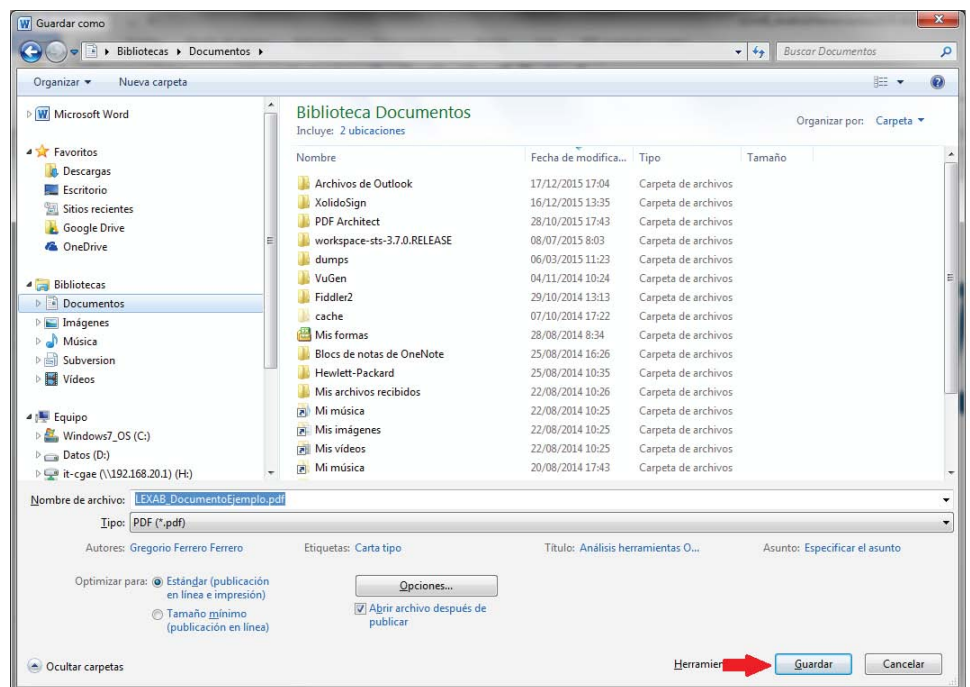 Guardar como
Bibliotecas Documentos
Buscar Documentos
Organizar Nueva carpeta
Microsoft Word
Favoritos
Descargas
Escritorio
Sitios recientes
Google Drive
OneDrive
Bibliotecas
Documentos
Imágenes
Música
Subversion
Vídeos
Equipo
Windows7_OS (C:)
Datos (D:)
it-cgae (\\192.168.20.1) (H:)
Biblioteca Documentos
Incluye: 2 ubicaciones
Organizar por: Carpeta
Nombre Fecha de modifica... Tipo Tamaño
Archivos de Outlook 17/12/2015 17:04 Carpeta de archivos
XolidoSign 16/12/2015 13:35 Carpeta de archivos
PDF Architect 28/10/2015 17:43 Carpeta de archivos
workspace-sts-3.7.0.RELEASE 08/07/2015 8:03 Carpeta de archivos
dumps 06/03/2015 11:23 Carpeta de archivos
VuGen 04/11/2014 10:24 Carpeta de archivos
Fiddler2 29/10/2014 13:13 Carpeta de archivos
cache 07/10/2014 17:22 Carpeta de archivos
Mis formas 28/08/2014 8:34 Carpeta de archivos
Blocs de notas de OneNote 25/08/2014 16:26 Carpeta de archivos
Hewlett-Packard 25/08/2014 10:35 Carpeta de archivos
Mis archivos recibidos 22/08/2014 10:26 Carpeta de archivos
Mi música 22/08/2014 10:25 Carpeta de archivos
Mis imágenes 22/08/2014 10:25 Carpeta de archivos
Mis vídeos 22/08/2014 10:25 Carpeta de archivos
Mi música 20/08/2014 17:43 Carpeta de archivos
Nombre de archivo: LEXAB_DocumentoEjemplo.pdf
Tipo: PDF (*.pdf)
Autores: Gregorio Ferrero Ferrero Etiquetas: Carta tipo Título: Análisis herramientas O... Asunto: Especificar el asunto
Optimizar para: Estándar (publicación
en línea e impresión)
Tamaño mínimo
(publicación en línea)
Opciones...
Abrir archivo después de
publicar
Ocultar carpetas
Herramien Guardar Cancelar